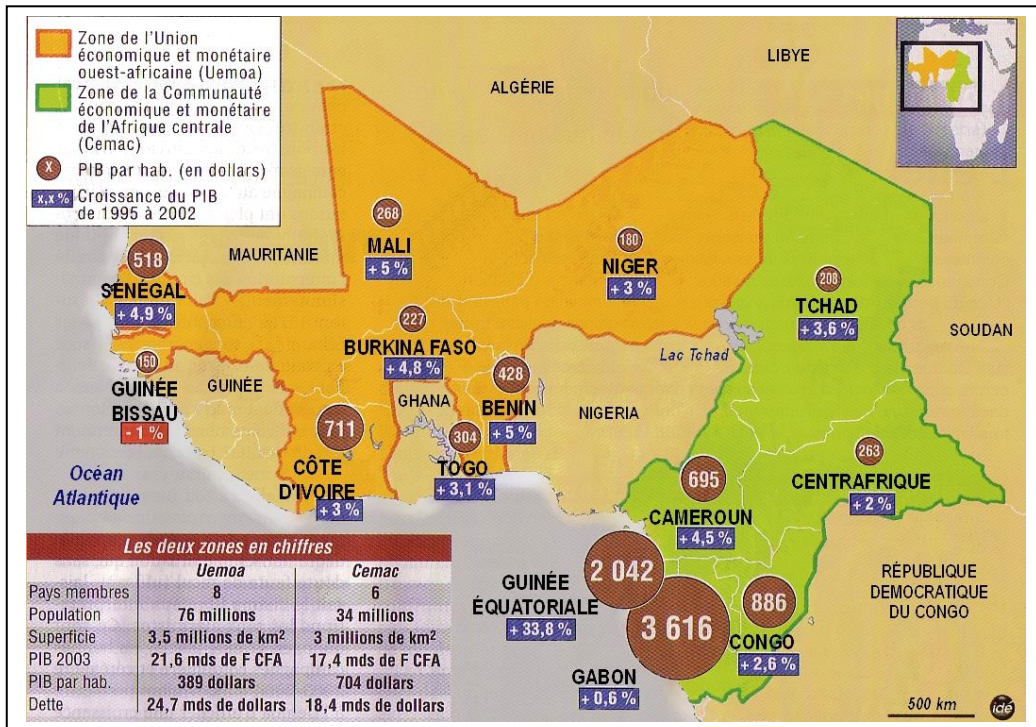 Zone de l'Union
économique et monétaire
ouest-africaine (Uemoa)
Zone de la Communauté
économique et monétaire
de l'Afrique centrale
(Cemac)
X PIB par hab. (en dollars)
x,x % Croissance du PIB
de 1995 à 2002
ALGÉRIE
LIBYE
MAURITANIE
268
MALI
+ 5 %
180
NIGER
+ 3 %
208
TCHAD
+ 3,6 %
SOUDAN
518
SÉNÉGAL
+ 4,9 %
227
BURKINA FASO
+ 4,8 %
Lac Tchad
GUINÉE
GUINÉE
BISSAU
- 1 %
428
BENIN
+ 5 %
GHANA
NIGERIA
711
CÔTE
D'IVOIRE
+ 3 %
304
TOGO
+ 3,1 %
Océan
Atlantique
263
CENTRAFRIQUE
+ 2 %
695
CAMEROUN
+ 4,5 %
2 042
GUINÉE
ÉQUATORIALE
+ 33,8 %
3 616
GABON
+ 0,6 %
886
CONGO
+ 2,6 %
RÉPUBLIQUE
DEMOCRATIQUE
DU CONGO
Les deux zones en chiffres
Uemoa Cemac
Pays membres 8 6
Population 76 millions 34 millions
Superficie 3,5 millions de km² 3 millions de km²
PIB 2003 21,6 mds de F CFA 17,4 mds de F CFA
PIB par hab. 389 dollars 704 dollars
Dette 24,7 mds de dollars 18,4 mds de dollars
500 km
idé